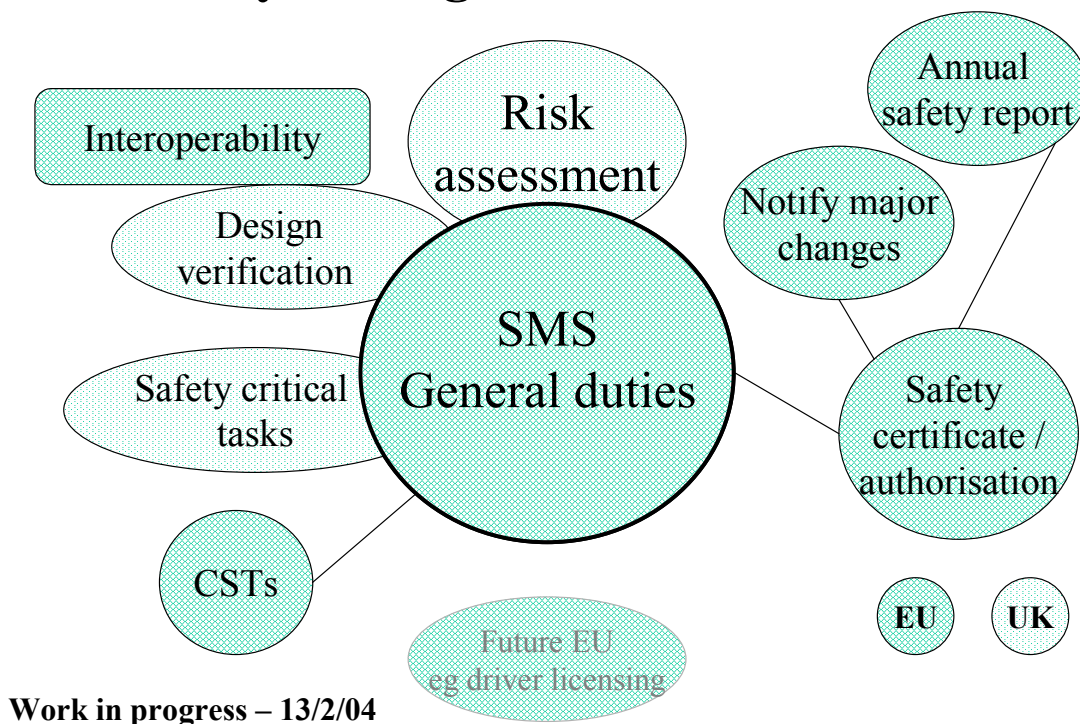 Annual
safety report
Risk
assessment
Interoperability
Notify major
changes
Design
verification
SMS
General duties
Safety critical
tasks
Safety
certificate /
authorisation
CSTs
EU
UK
Future EU
eg driver licensing
Work in progress – 13/2/04